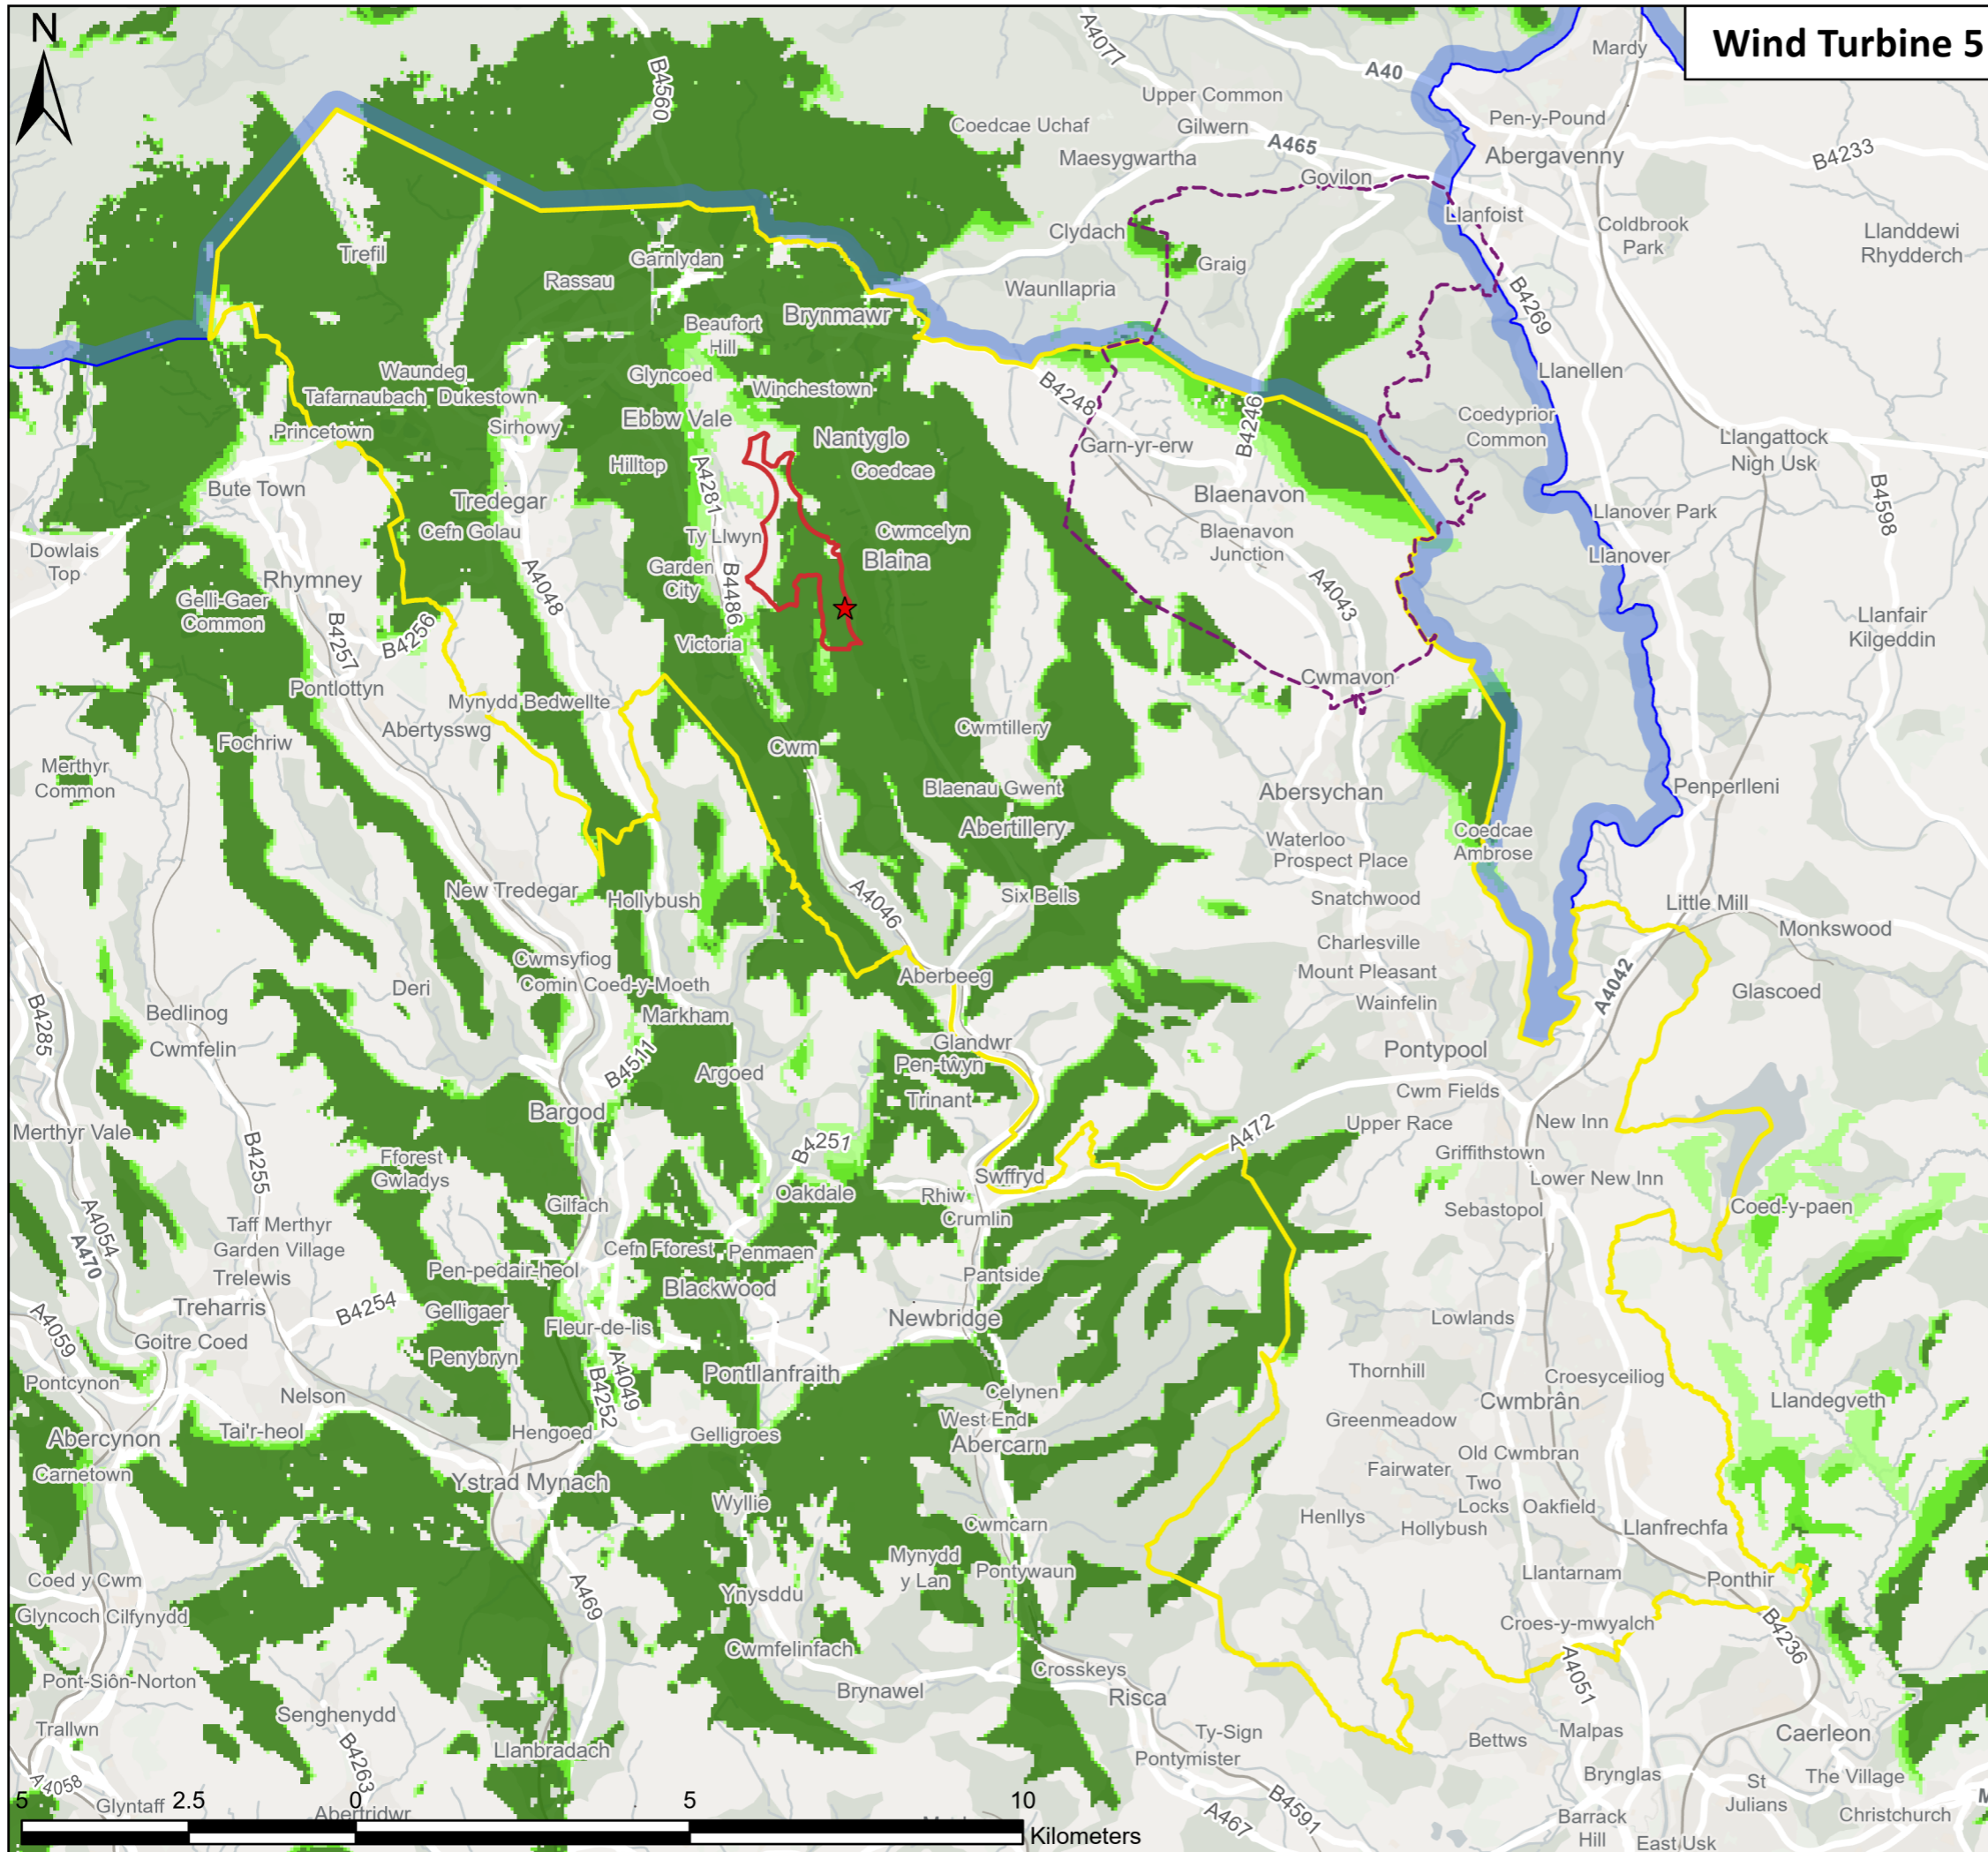 Wind Turbine 5
N
Mardy
A4077
A40
B4560
Upper Common
Pen-y-Pound
Coedcae Uchaf
Gilwern
A465
Abergavenny
B4233
Maesygwartha
Govilon
Llanfoist
Coldbrook
Park
Llanddewi
Rhydderch
Clydach
Trefil
Garnlydan
Graig
Rassau
Waunllapria
B4269
Brynmawr
Beaufort
Hill
Waundeg
Glyncoed
Llanellen
Tafarnaubach
Dukestown
Winchestown
B4248
Princetown
Sirhowy
Ebbw Vale
B4246
Coedyprior
Common
Nantyglo
Garn-yr-erw
Llangattock
Nigh Usk
Hilltop
Coedcae
A4281
Bute Town
Tredegar
Blaenavon
B4598
Llanover Park
Cefn Golau
Ty Llwyn
Cwmcelyn
Blaenavon
Junction
Dowlais
Top
Blaina
Llanover
Rhymney
A4048
Garden
City
B4486
A4043
Gelli-Gaer
Common
B4257
B4256
Llanfair
Kilgeddin
Victoria
Pontlottyn
Cwmavon
Mynydd Bedwellte
Abertysswg
Fochriw
Cwm
Cwmtillery
Merthyr
Common
Blaenau Gwent
Abersychan
Penperlleni
Abertillery
Waterloo
Coedcae
Ambrose
Prospect Place
New Tredegar
Hollybush
A4046
Six Bells
Snatchwood
Little Mill
Monkswood
Charlesville
Cwmsyfiog
Aberbeeg
Mount Pleasant
Comin Coed-y-Moeth
Deri
A4042
Glascoed
Wainfelin
B4285
Bedlinog
Markham
Cwmfelin
Glandwr
Pontypool
Pen-twyn
B4511
Argoed
Trinant
Cwm Fields
Bargod
Merthyr Vale
B4255
B4251
A472
Upper Race
New Inn
Fforest
Gwladys
Griffithstown
Swffryd
Oakdale
Rhiw
Lower New Inn
Gilfach
Crumlin
Sebastopol
Coed-y-paen
A4054
A470
Taff Merthyr
Garden Village
Cefn Fforest
Penmaen
Pen-pedair-heol
Trelewis
Pantside
Treharris
B4254
Blackwood
Gelligaer
Newbridge
Lowlands
A4059
Goitre Coed
Fleur-de-lis
Penybryn
Pontllanfraith
Thornhill
Croesyceiliog
Pontcynon
A4049
B4252
Nelson
Celynen
Cwmbrân
Llandegveth
Tai'r-heol
West End
Greenmeadow
Abercynon
Hengoed
Gelligroes
Abercarn
Old Cwmbran
Carnetown
Ystrad Mynach
Fairwater
Two
Locks
Wyllie
Oakfield
Henllys
Hollybush
Cwmcarn
Llanfrechfa
Mynydd
y Lan
Pontywaun
Llantarnam
Ponthir
Coed y Cwm
A469
Ynysddu
Glyncoch
Cilfynydd
Croes-y-mwyalch
B4236
Cwmfelinfach
A4051
Crosskeys
Pont-Siôn-Norton
Brynawel
Risca
Senghenydd
Trallwn
Ty-Sign
Malpas
Caerleon
B4263
Llanbradach
Bettws
Pontymister
Brynglas
St
Julians
The Village
A4058
Glyntaff
Abertridwr
A467
B4591
Barrack
Hill
Christchurch
East Usk
5
2.5
0
5
10
Kilometers